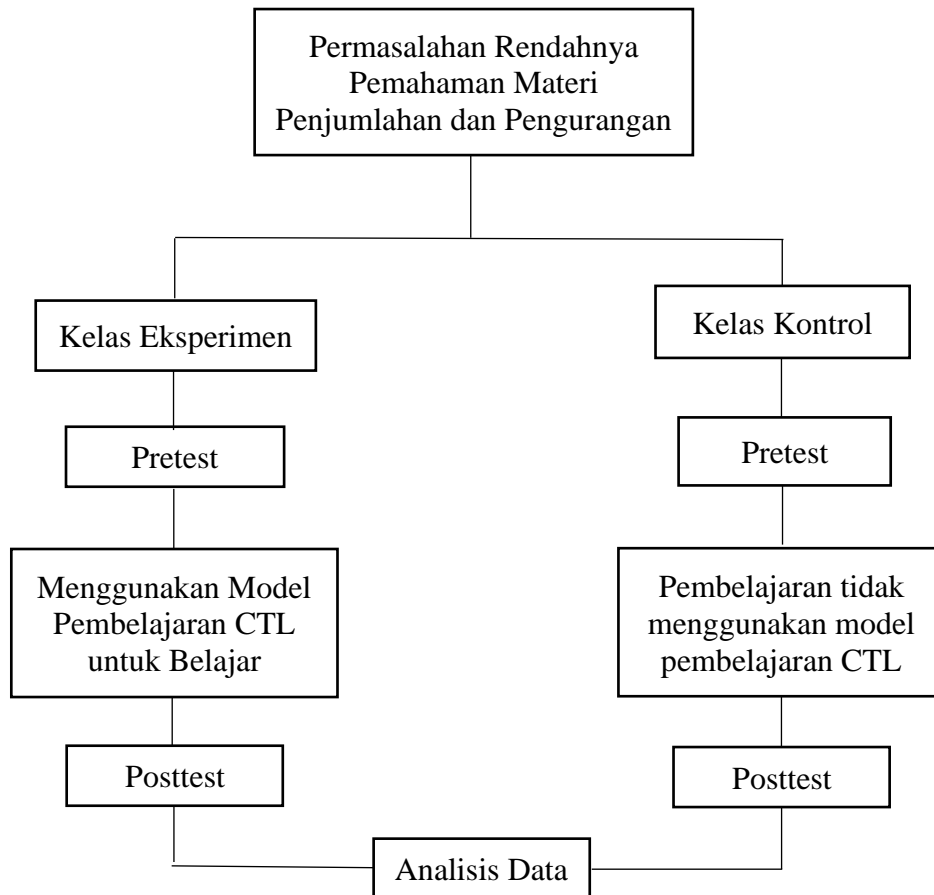 Permasalahan Rendahnya
Pemahaman Materi
Penjumlahan dan Pengurangan
Kelas Eksperimen
Kelas Kontrol
Pretest
Pretest
Menggunakan Model
Pembelajaran CTL
untuk Belajar
Pembelajaran tidak
menggunakan model
pembelajaran CTL
Posttest
Posttest
Analisis Data